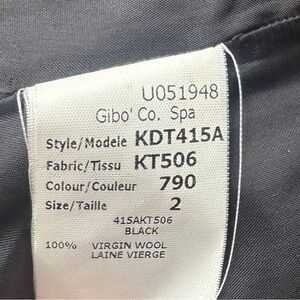 U051948
Gibo' Co. Spa
Style/Modele KDT415A
Fabric/Tissu KT506
Colour/Couleur 790
Size/Taille 2
415AKT506
BLACK
100% VIRGIN WOOL
LAINE VIERGE